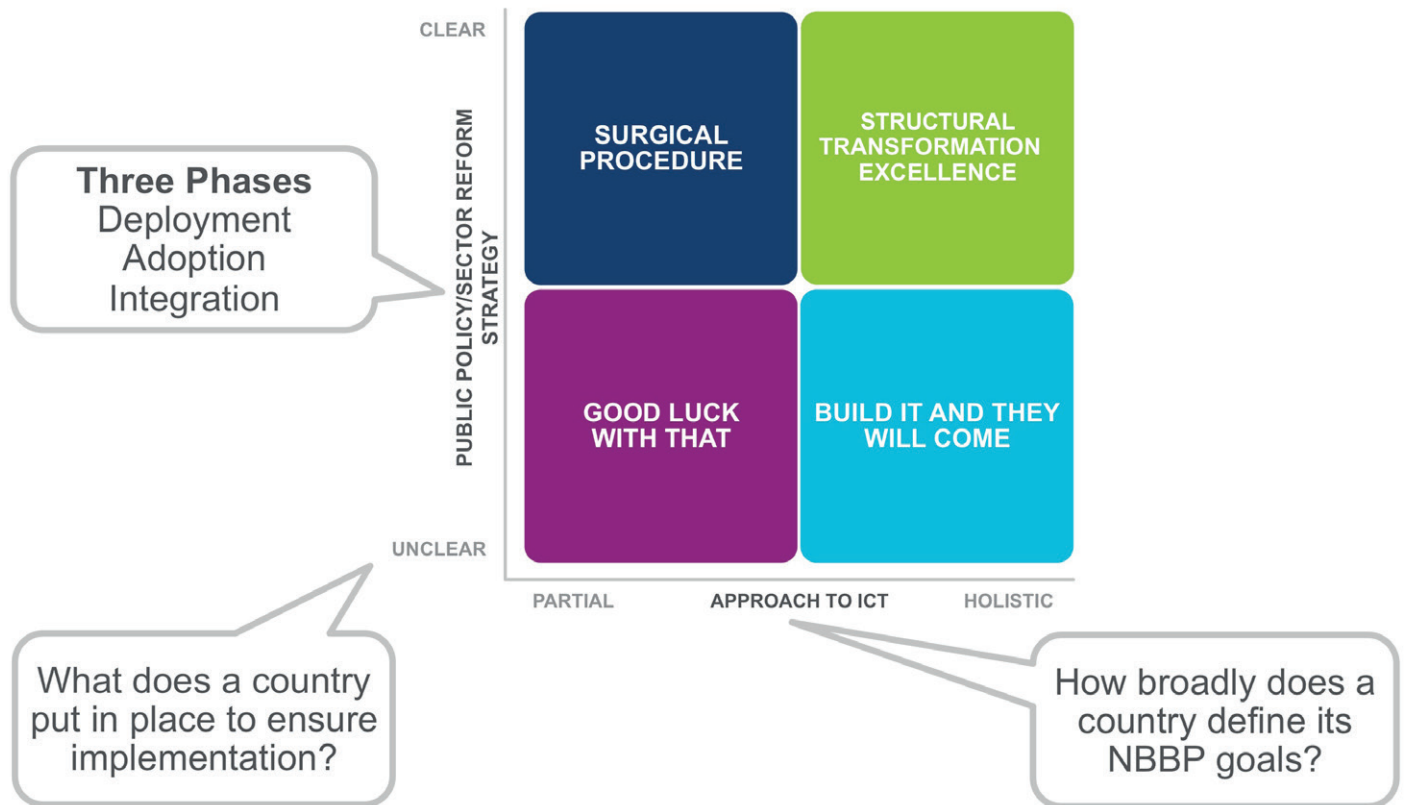 CLEAR
SURGICAL
PROCEDURE
STRUCTURAL
TRANSFORMATION
EXCELLENCE
Three Phases
Deployment
Adoption
Integration
PUBLIC POLICY/SECTOR REFORM
STRATEGY
GOOD LUCK
WITH THAT
BUILD IT AND THEY
WILL COME
UNCLEAR
PARTIAL
APPROACH TO ICT
HOLISTIC
What does a country
put in place to ensure
implementation?
How broadly does a
country define its
NBBP goals?